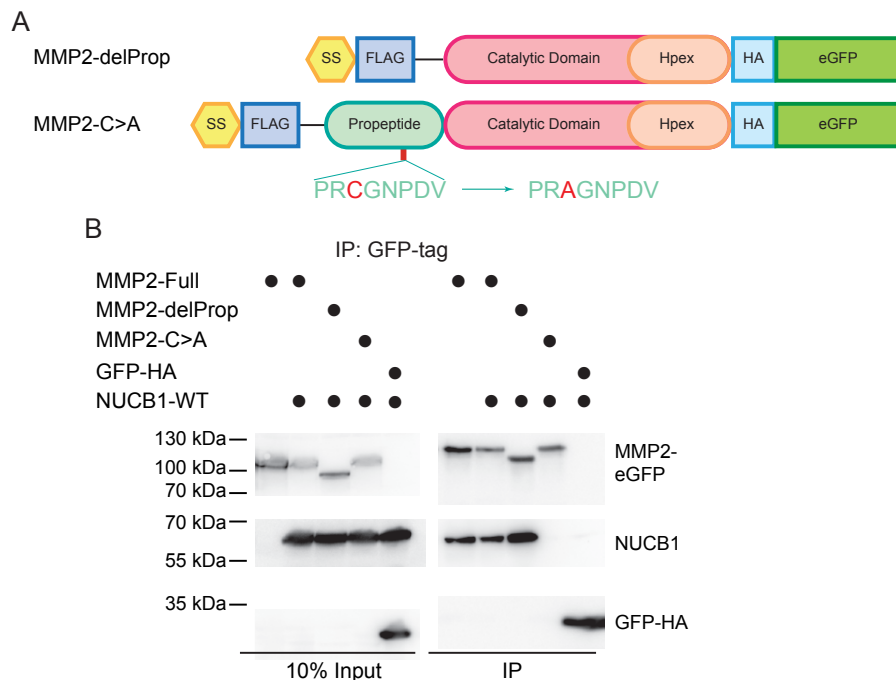 A
MMP2-delProp
SS FLAG Catalytic Domain Hpex HA eGFP
MMP2-C>A
SS FLAG Propeptide Catalytic Domain Hpex HA eGFP
PRCGNPDV PRAGNPDV
B
IP: GFP-tag
MMP2-Full
MMP2-delProp
MMP2-C>A
GFP-HA
NUCB1-WT
130 kDa
100 kDa
70 kDa
MMP2-
eGFP
70 kDa
55 kDa
NUCB1
35 kDa
GFP-HA
10% Input IP